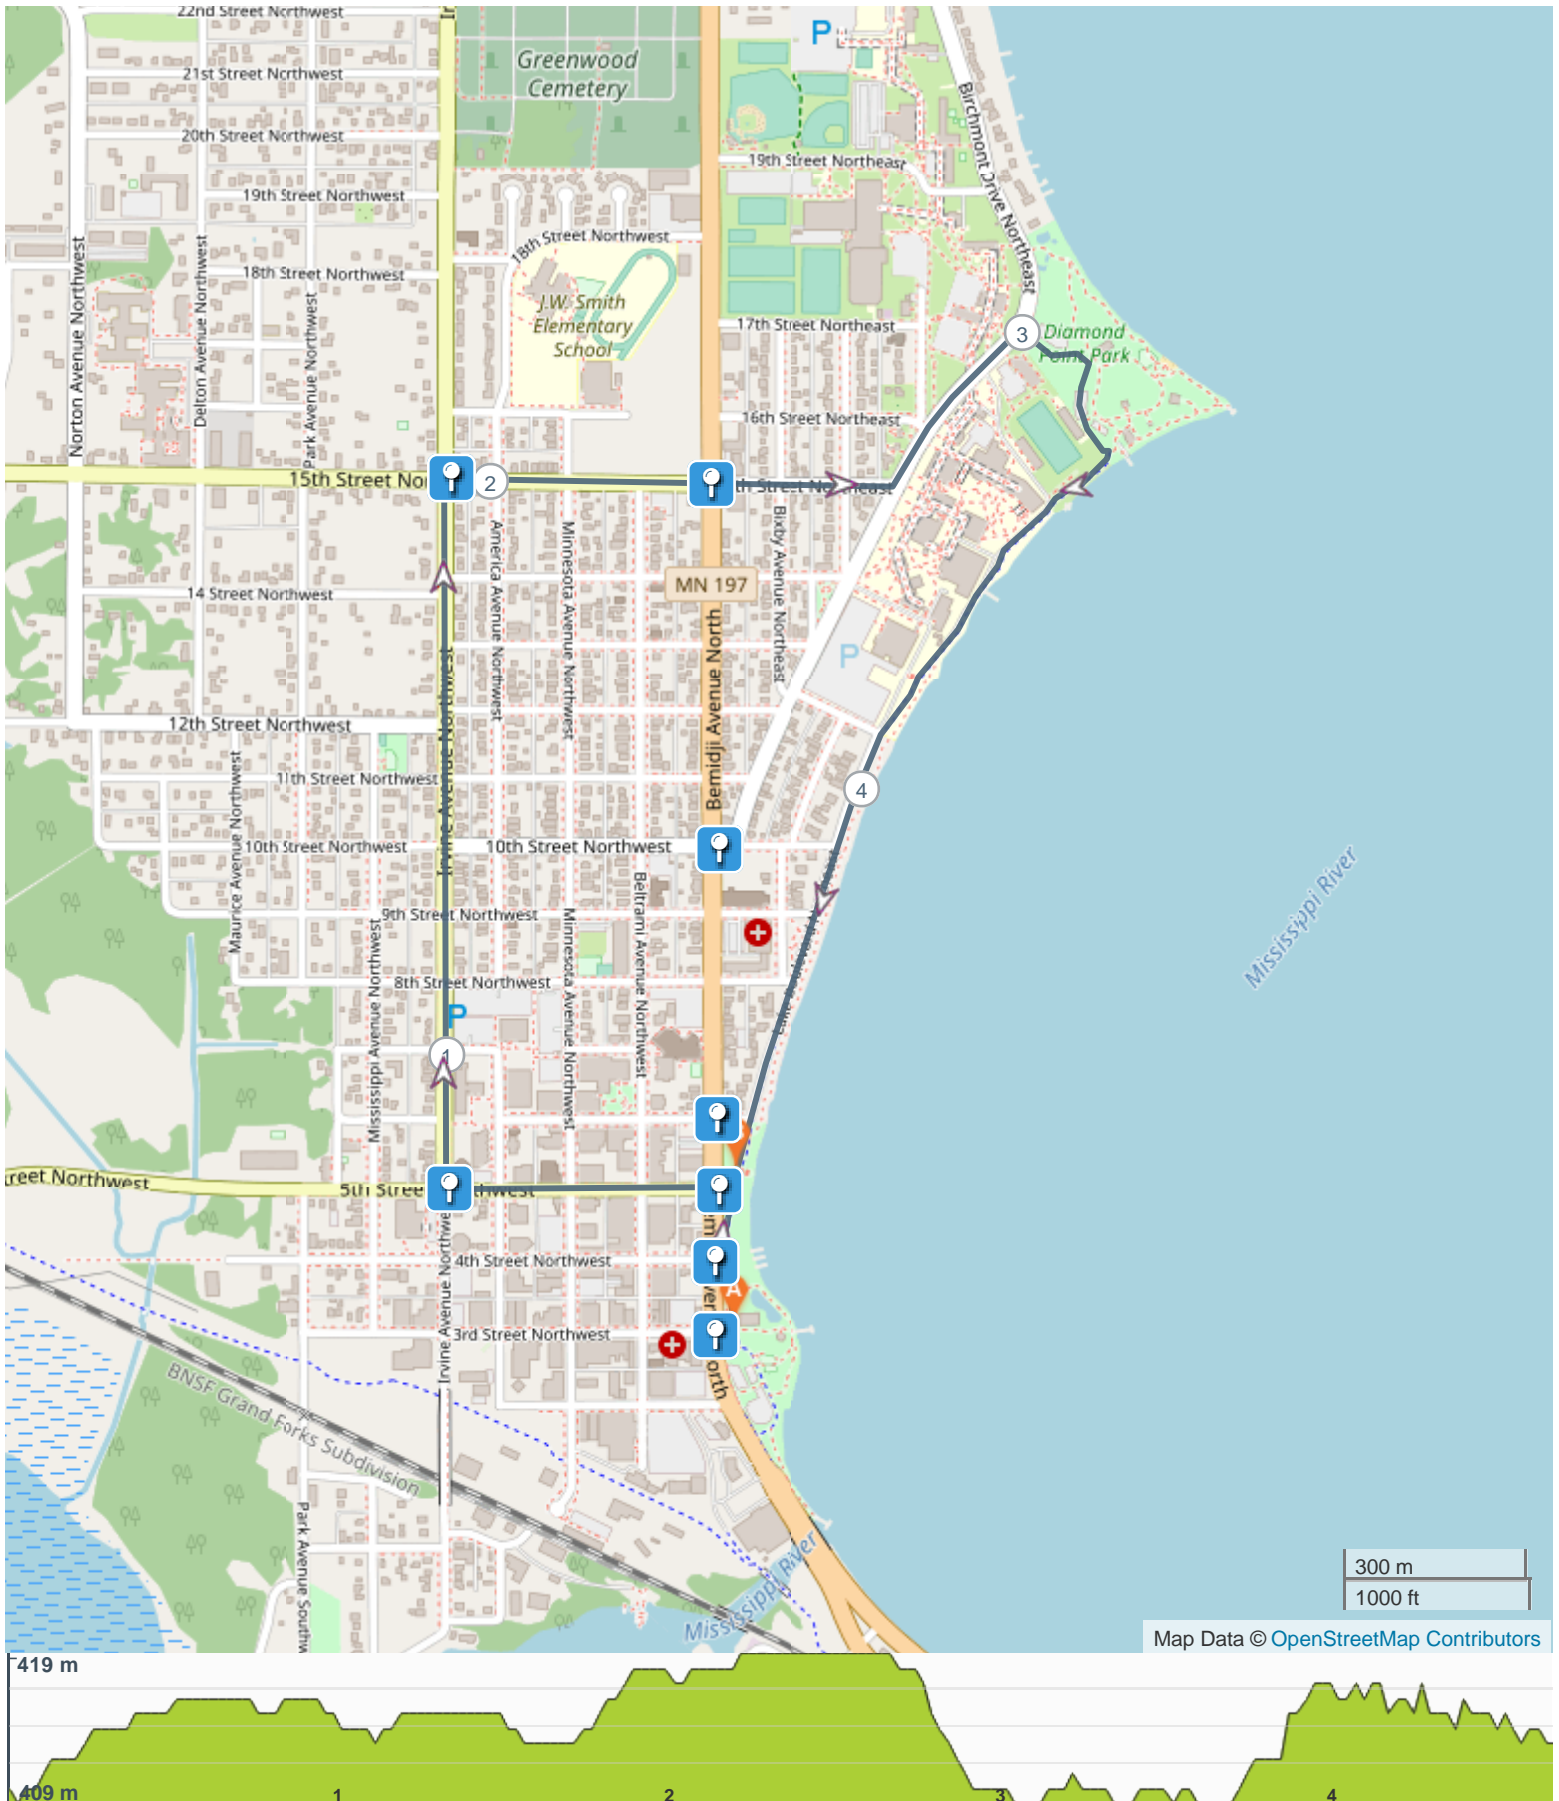 22nd Street Northwest
Greenwood
Cemetery
P
21st Street Northwest
Birchmont Drive Northeast
20th Street Northwest
19th Street Northeast
19th Street Northwest
18th Street Northwest
Norton Avenue Northwest
Delton Avenue Northwest
18th Street Northwest
Park Avenue Northwest
J.W. Smith
Elementary
School
17th Street Northeast
3
Diamond
Point Park
16th Street Northeast
15th Street No
2
th Street Northeast
America Avenue Northwest
Minnesota Avenue Northwest
Bixby Avenue Northeast
MN 197
14 Street Northwest
Bemidji Avenue North
Irvine Avenue Northwest
P
12th Street Northwest
11th Street Northwest
4
Maurice Avenue Northwest
10th Street Northwest
10th Street Northwest
Mississippi River
Beltrami Avenue Northwest
9th Street Northwest
Minnesota Avenue Northwest
Mississippi Avenue Northwest
8th Street Northwest
P
1
reet Northwest
5th Stree
thwest
4th Street Northwest
A
Irvine Avenue Northwe
3rd Street Northwest
orth
BNSF Grand Forks Subdivision
Park Avenue Southw
Mississippi River
300 m
1000 ft
Map Data © OpenStreetMap Contributors
419 m
409 m
1
2
3
4